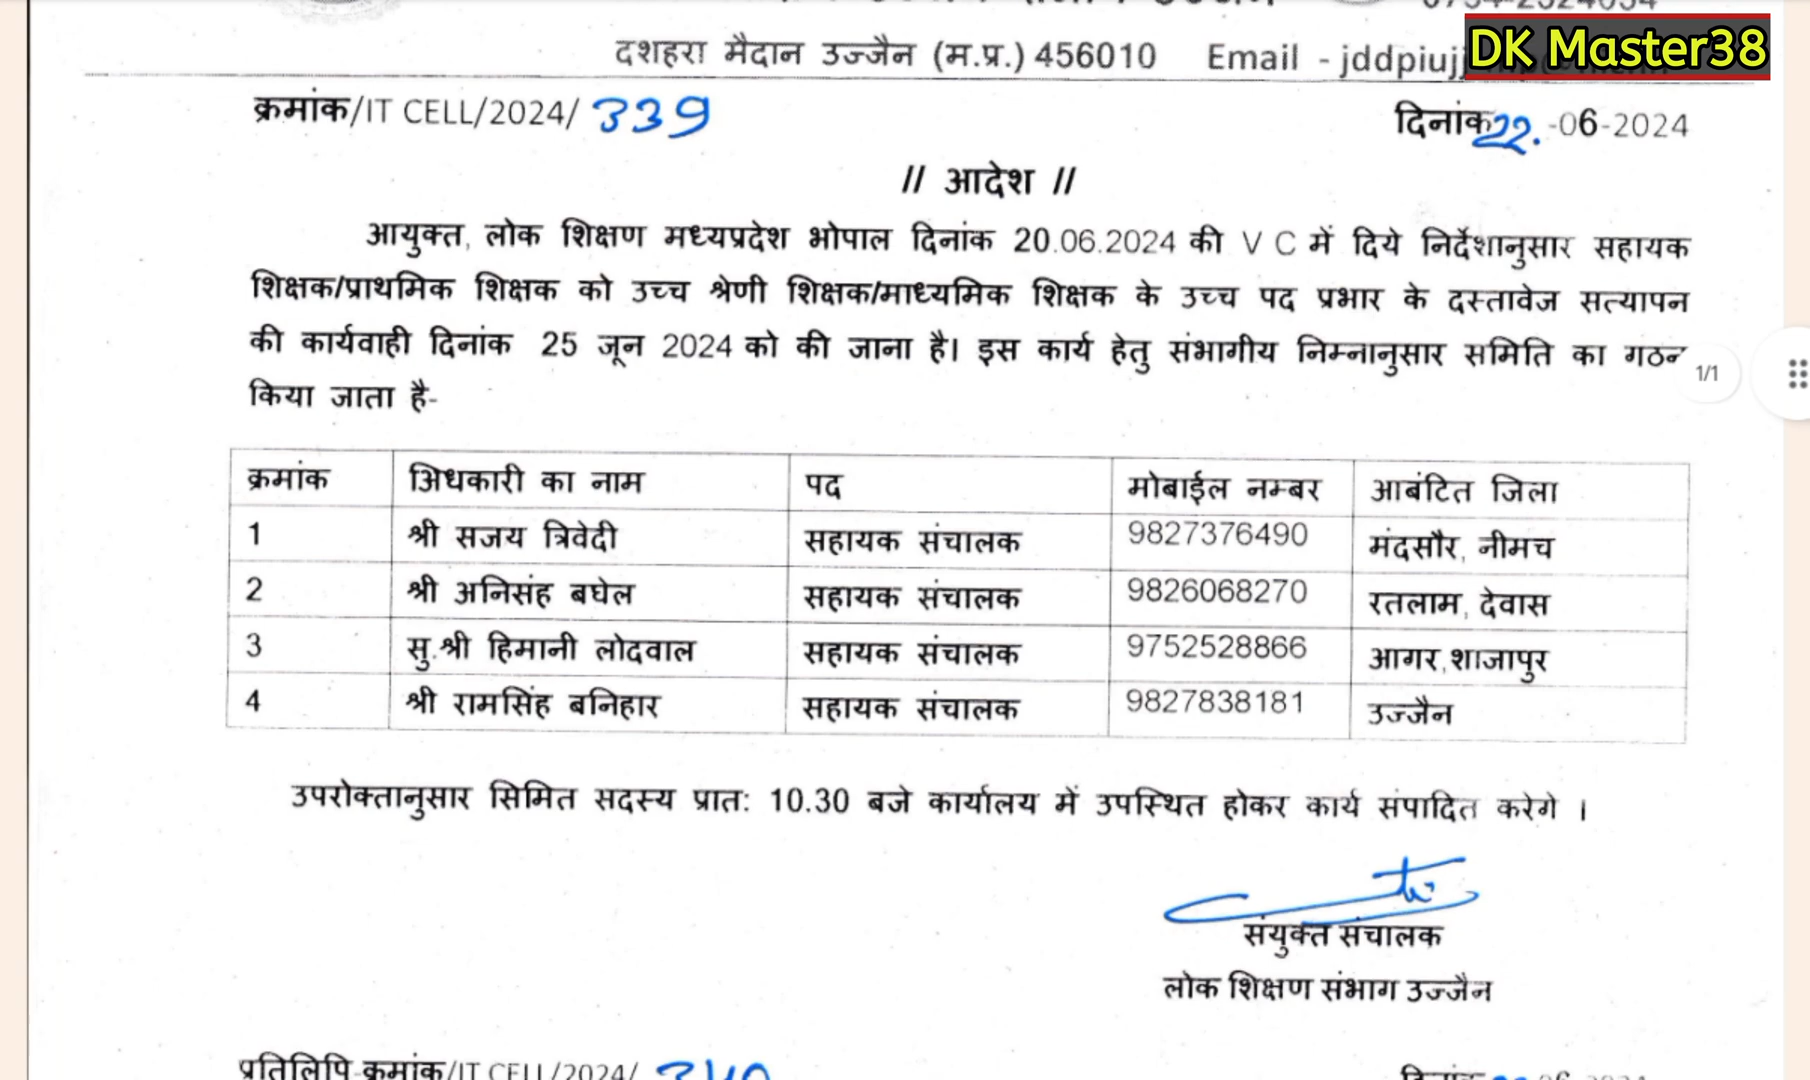 DK Master38
दशहरा मैदान उज्जैन (म.प्र.) 456010 Email - jddpiujj
क्रमांक/IT CELL/2024/ 339 दिनांक 22.-06-2024
// आदेश //
आयुक्त, लोक शिक्षण मध्यप्रदेश भोपाल दिनांक 20.06.2024 की V C में दिये निर्देशानुसार सहायक
शिक्षक/प्राथमिक शिक्षक को उच्च श्रेणी शिक्षक/माध्यमिक शिक्षक के उच्च पद प्रभार के दस्तावेज सत्यापन
की कार्यवाही दिनांक 25 जून 2024 को की जाना है। इस कार्य हेतु संभागीय निम्नानुसार समिति का गठन
1/1
किया जाता है-
क्रमांक अिधकारी का नाम पद मोबाईल नम्बर आबंटित जिला
1 श्री सजय त्रिवेदी सहायक संचालक 9827376490 मंदसौर, नीमच
2 श्री अनिसंह बघेल सहायक संचालक 9826068270 रतलाम, देवास
3 सु.श्री हिमानी लोदवाल सहायक संचालक 9752528866 आगर,शाजापुर
4 श्री रामसिंह बनिहार सहायक संचालक 9827838181 उज्जैन
उपरोक्तानुसार सिमित सदस्य प्रात: 10.30 बजे कार्यालय में उपस्थित होकर कार्य संपादित करेगे ।
संयुक्त संचालक
लोक शिक्षण संभाग उज्जैन
प्रतिलिपि क्रमांक/IT CELL/2024/ 340